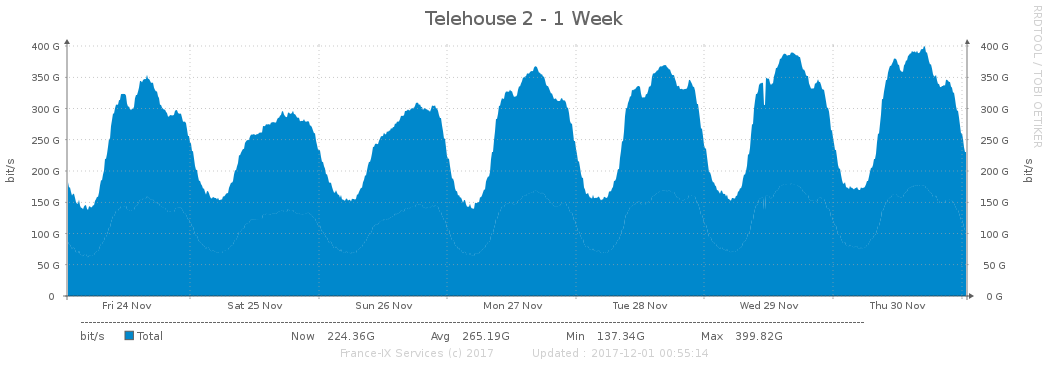 Telehouse 2 - 1 Week
RRDTOOL / TOBI OETIKER
bit/s
400 G 400 G
350 G 350 G
300 G 300 G
250 G 250 G
200 G 200 G
150 G 150 G
100 G 100 G
50 G 50 G
0 0 G
bit/s
Fri 24 Nov Sat 25 Nov Sun 26 Nov Mon 27 Nov Tue 28 Nov Wed 29 Nov Thu 30 Nov
bit/s Total Now 224.36G Avg 265.19G Min 137.34G Max 399.82G
France-IX Services (c) 2017 Updated : 2017-12-01 00:55:14